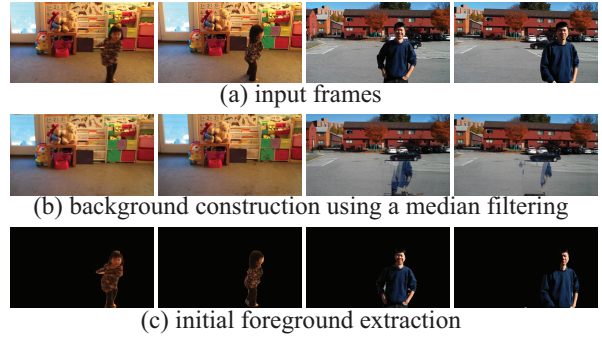 (a) input frames
(b) background construction using a median filtering
(c) initial foreground extraction